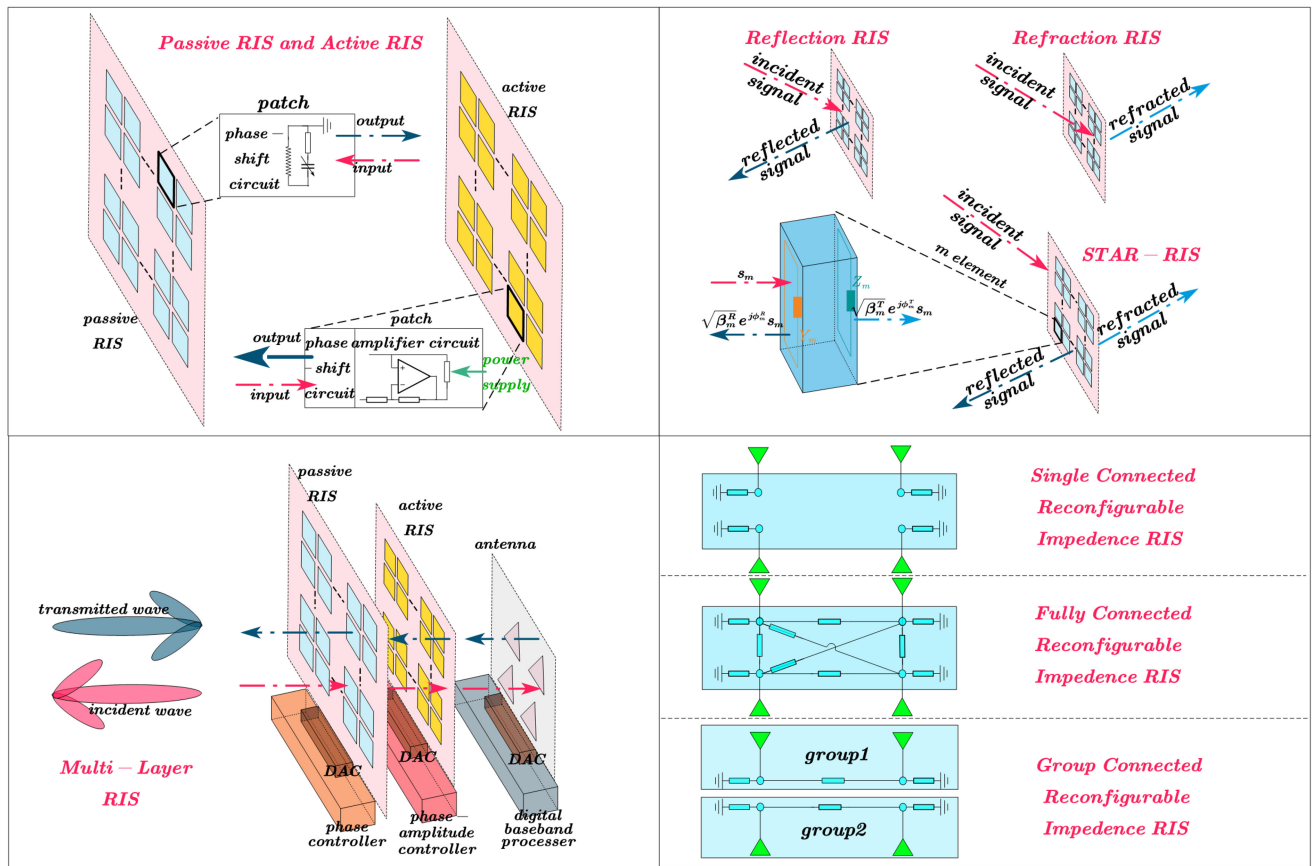 Passive RIS and Active RIS
patch
phase —
shift
circuit
output
input
active
RIS
passive
RIS
patch
output
input
phase
shift
circuit
amplifier circuit
power
supply
Reflection RIS
incident
signal
reflected
signal
Refraction RIS
incident
signal
refracted
signal
STAR − RIS
incident
signal
refracted
signal
reflected
signal
m element
s_m
√β_m^R e^{jϕ_m^R} s_m
Y_m
Z_m
√β_m^T e^{jϕ_m^T} s_m
passive
RIS
active
RIS
antenna
transmitted wave
incident wave
Multi − Layer
RIS
DAC
DAC
DAC
phase
controller
phase —
amplitude
controller
digital
baseband
processer
Single Connected
Reconfigurable
Impedence RIS
Fully Connected
Reconfigurable
Impedence RIS
group1
group2
Group Connected
Reconfigurable
Impedence RIS